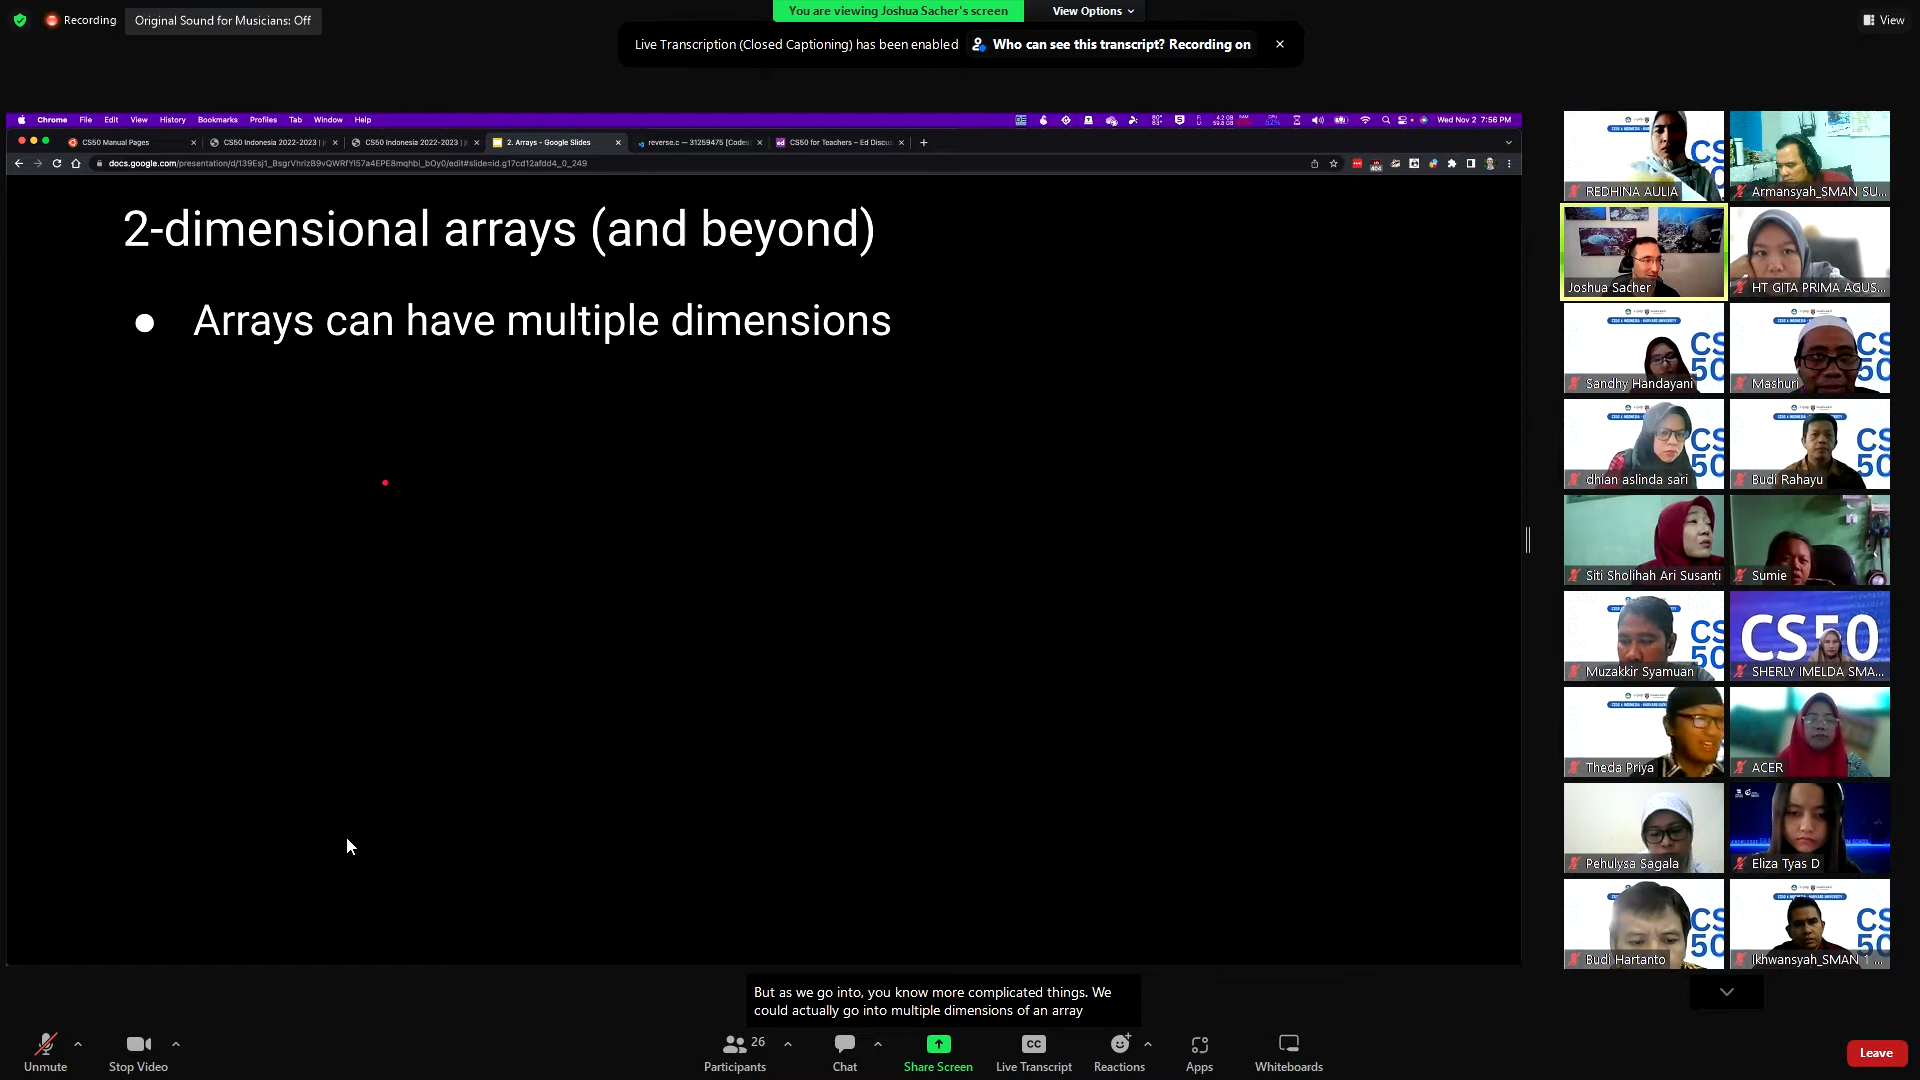 Recording
Original Sound for Musicians: Off
You are viewing Joshua Sacher's screen
View Options
View
Live Transcription (Closed Captioning) has been enabled
Who can see this transcript? Recording on
Chrome File Edit View History Bookmarks Profiles Tab Window Help
Wed Nov 2 7:56 PM
CS50 Manual Pages
CS50 Indonesia 2022-2023 |
CS50 Indonesia 2022-2023 |
2. Arrays - Google Slides
reverse.c — 31259475 [Codes
CS50 for Teachers – Ed Discus
2-dimensional arrays (and beyond)
● Arrays can have multiple dimensions
REDHINA AULIA
Armansyah_SMAN SU...
Joshua Sacher
HT GITA PRIMA AGUS...
Sandhy Handayani
Mashuri
dhian aslinda sari
Budi Rahayu
Siti Sholihah Ari Susanti
Sumie
Muzakkir Syamuan
CS50
SHERLY IMELDA SMA...
Theda Priya
ACER
Pehulysa Sagala
Eliza Tyas D
Budi Hartanto
Ikhwansyah_SMAN 1 ...
But as we go into, you know more complicated things. We
could actually go into multiple dimensions of an array
Unmute
Stop Video
26
Participants
Chat
Share Screen
CC
Live Transcript
Reactions
Apps
Whiteboards
Leave